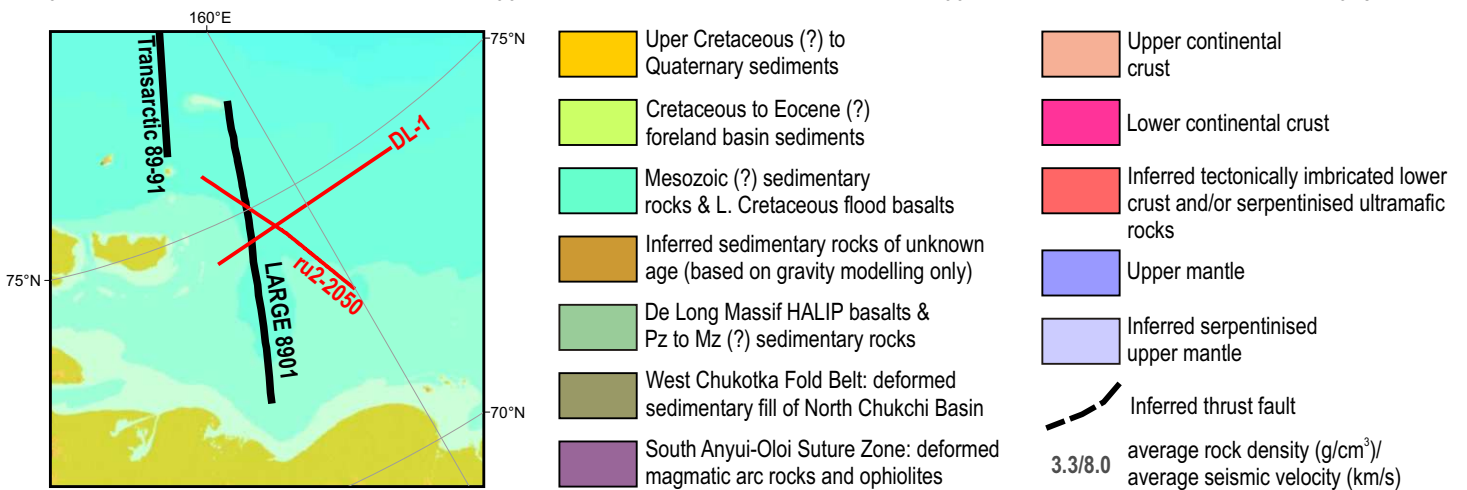 160°E
75°N
Transarctic 89-91
DL-1
ru2-2050
LARGE 8901
75°N
70°N
Uper Cretaceous (?) to
Quaternary sediments
Cretaceous to Eocene (?)
foreland basin sediments
Mesozoic (?) sedimentary
rocks & L. Cretaceous flood basalts
Inferred sedimentary rocks of unknown
age (based on gravity modelling only)
De Long Massif HALIP basalts &
Pz to Mz (?) sedimentary rocks
West Chukotka Fold Belt: deformed
sedimentary fill of North Chukchi Basin
South Anyui-Oloi Suture Zone: deformed
magmatic arc rocks and ophiolites
Upper continental
crust
Lower continental crust
Inferred tectonically imbricated lower
crust and/or serpentinised ultramafic
rocks
Upper mantle
Inferred serpentinised
upper mantle
Inferred thrust fault
3.3/8.0
average rock density (g/cm³)/
average seismic velocity (km/s)